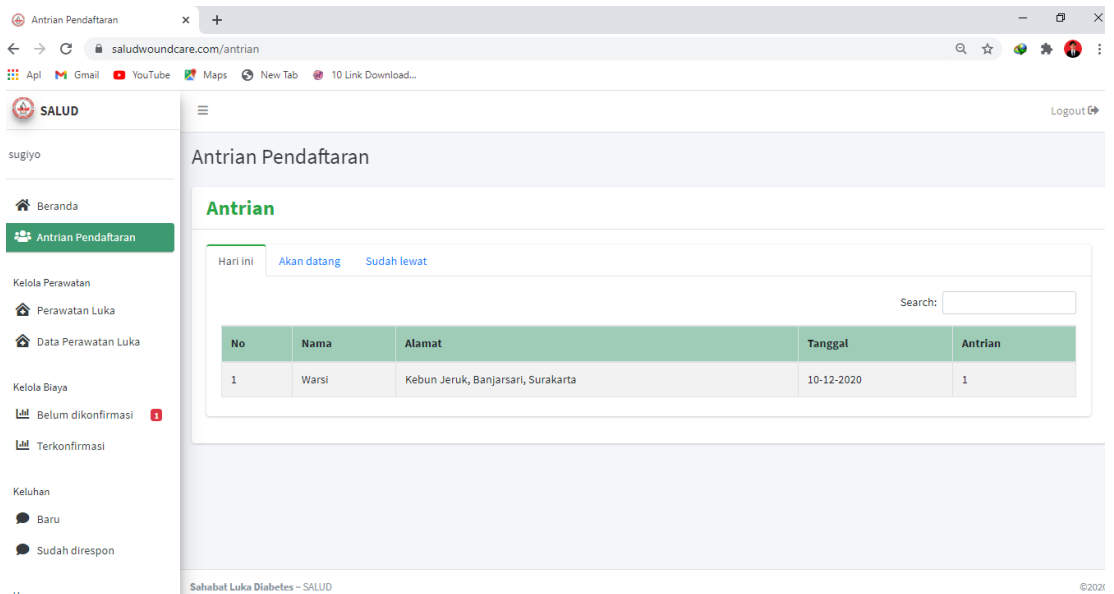 Antrian Pendaftaran
saludwoundcare.com/antrian
Apl Gmail YouTube Maps New Tab 10 Link Download...
SALUD
Logout
sugiyo
Beranda
Antrian Pendaftaran
Kelola Perawatan
Perawatan Luka
Data Perawatan Luka
Kelola Biaya
Belum dikonfirmasi 1
Terkonfirmasi
Keluhan
Baru
Sudah direspon
Antrian Pendaftaran
Antrian
Hari ini Akan datang Sudah lewat
Search:
No Nama Alamat Tanggal Antrian
1 Warsi Kebun Jeruk, Banjarsari, Surakarta 10-12-2020 1
Sahabat Luka Diabetes – SALUD ©2020